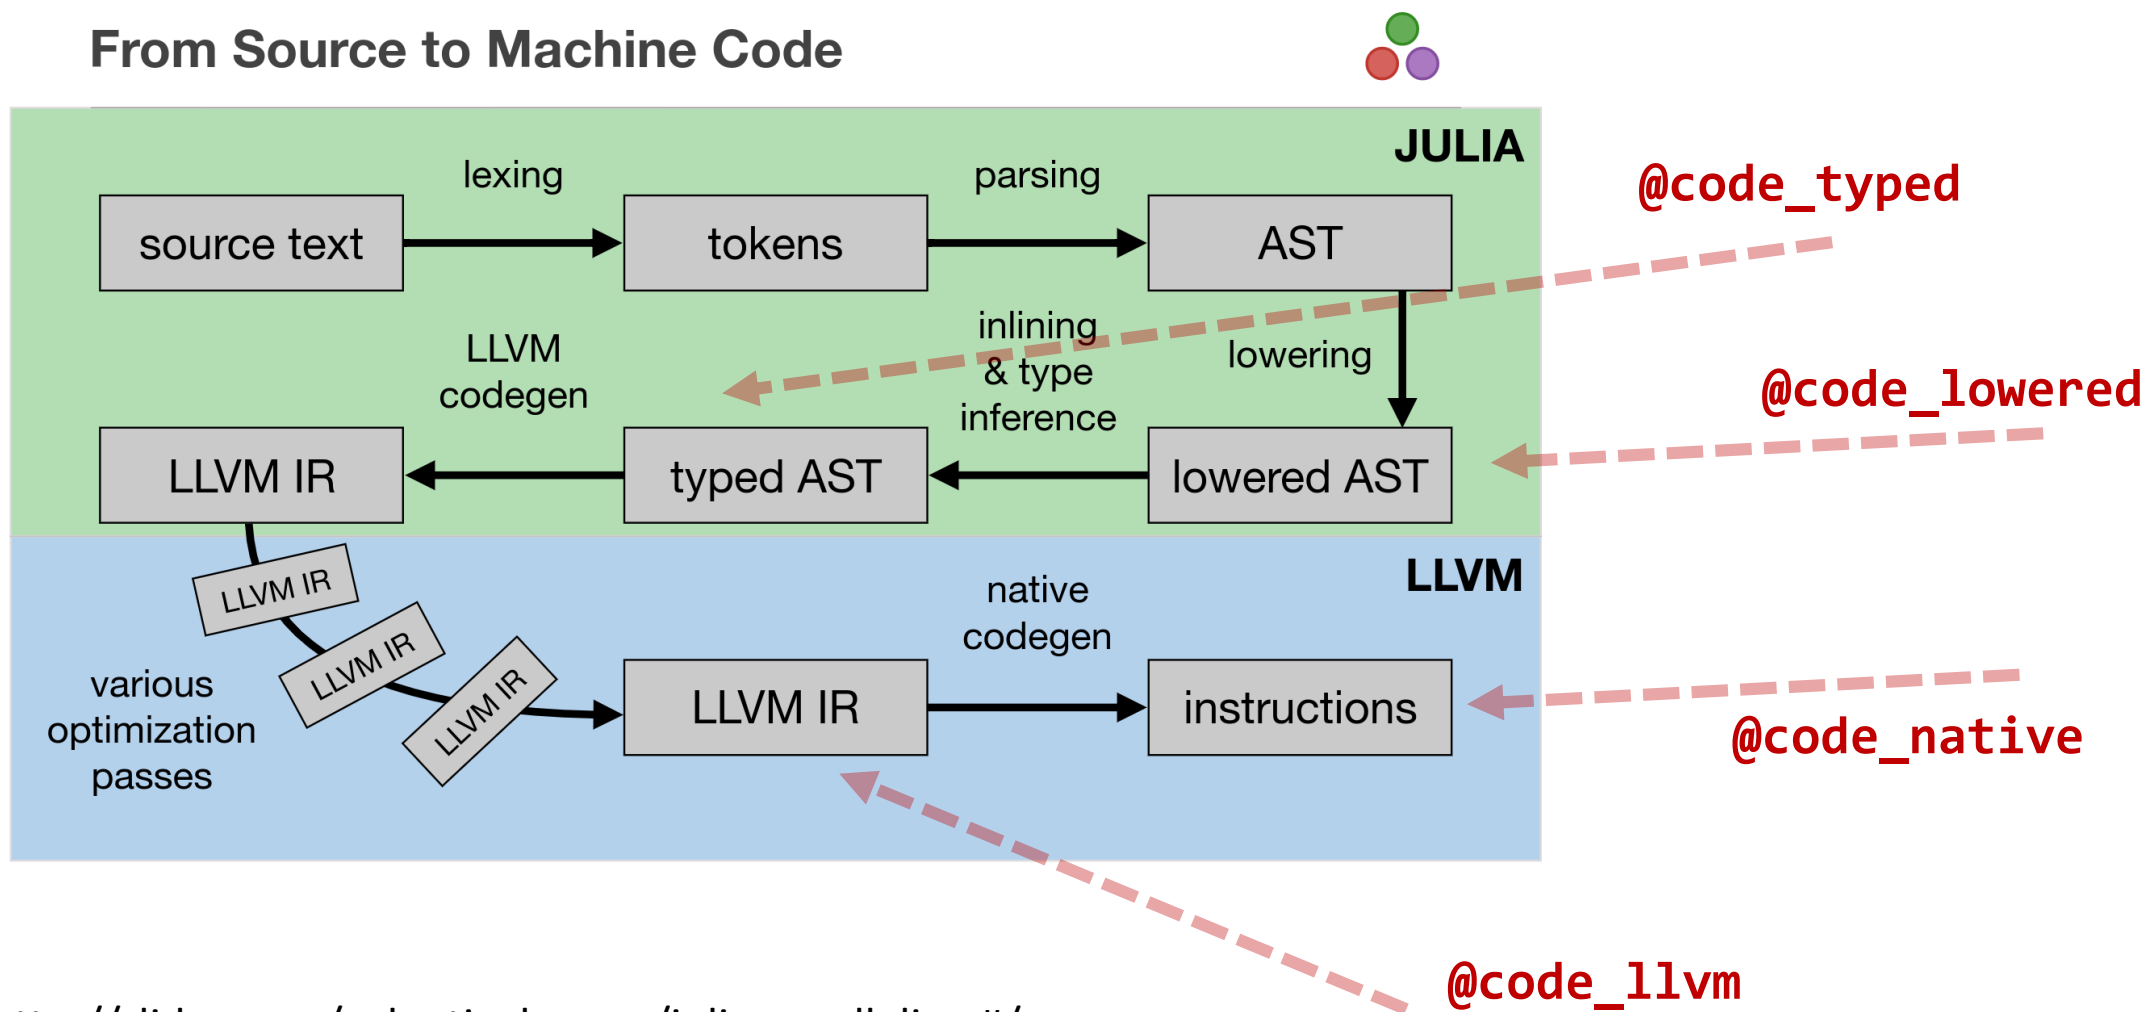 From Source to Machine Code
JULIA
lexing
parsing
@code_typed
source text
tokens
AST
LLVM
codegen
inlining
& type
inference
lowering
@code_lowered
LLVM IR
typed AST
lowered AST
LLVM
LLVM IR
LLVM IR
LLVM IR
various
optimization
passes
native
codegen
LLVM IR
instructions
@code_native
@code_llvm